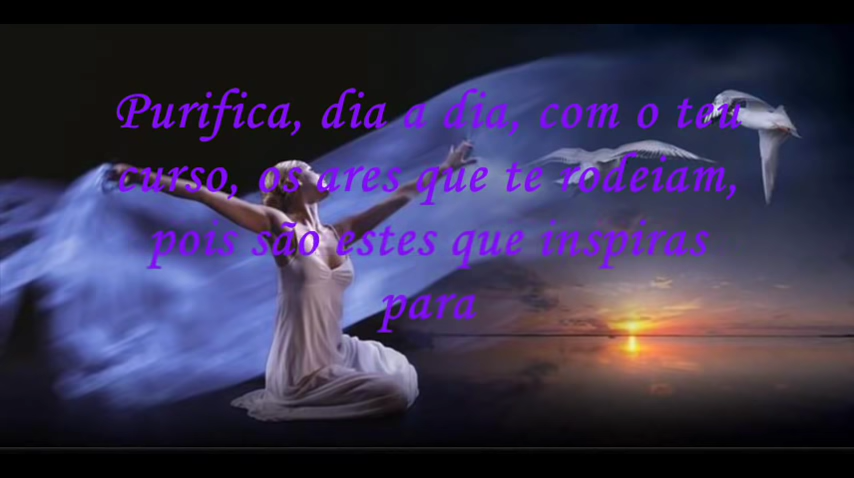 Purifica, dia a dia, com o teu
curso, os ares que te rodeiam,
pois são estes que inspiras
para